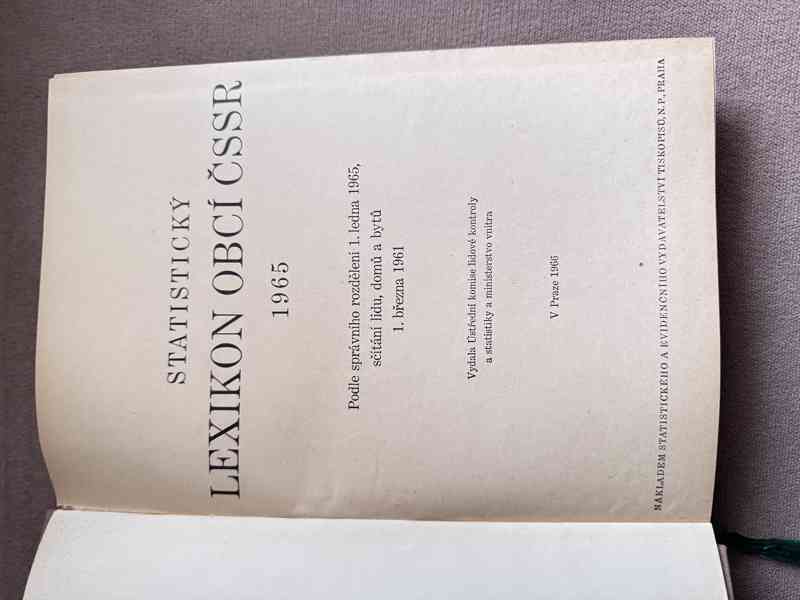 STATISTICKÝ
LEXIKON OBCÍ ČSSR
1965
Podle správního rozdělení 1. ledna 1965,
sčítání lidu, domů a bytů
1. března 1961
Vydala Ústřední komise lidové kontroly
a statistiky a ministerstvo vnitra
V Praze 1966
NÁKLADEM STATISTICKÉHO A EVIDENČNÍHO VYDAVATELSTVÍ TISKOPISŮ, N. P., PRAHA